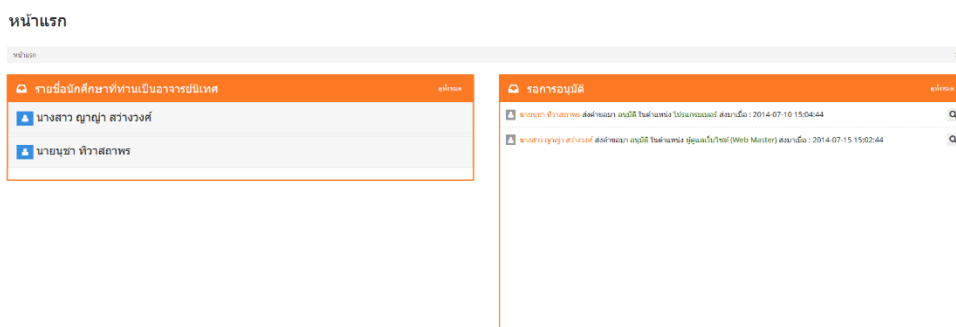 หน้าแรก
หน้าแรก
รายชื่อนักศึกษาที่ท่านเป็นอาจารย์นิเทศ
ดูทั้งหมด
นางสาว ญาญ่า สว่างวงศ์
นายนุชา ทิวาสถาพร
รอการอนุมัติ
ดูทั้งหมด
นายนุชา ทิวาสถาพร ส่งคำขอมา อนุมัติ ในตำแหน่ง โปรแกรมเมอร์ ส่งมาเมื่อ : 2014-07-10 15:04:44
นางสาว ญาญ่า สว่างวงศ์ ส่งคำขอมา อนุมัติ ในตำแหน่ง ผู้ดูแลเว็บไซต์ (Web Master) ส่งมาเมื่อ : 2014-07-15 15:02:44